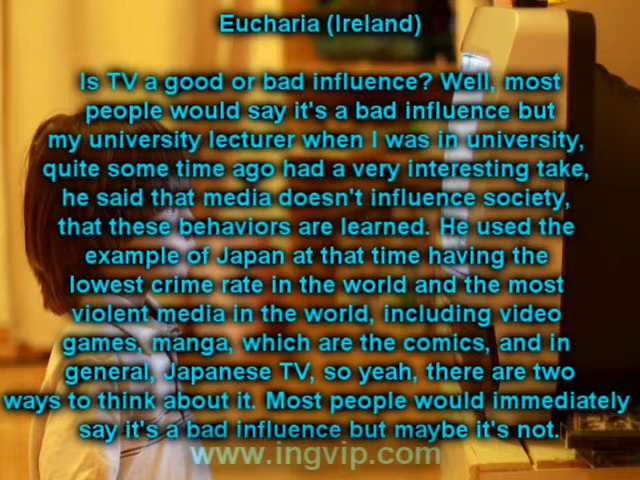 Eucharia (Ireland)
Is TV a good or bad influence? Well, most
people would say it's a bad influence but
my university lecturer when I was in university,
quite some time ago had a very interesting take,
he said that media doesn't influence society,
that these behaviors are learned. He used the
example of Japan at that time having the
lowest crime rate in the world and the most
violent media in the world, including video
games, manga, which are the comics, and in
general, Japanese TV, so yeah, there are two
ways to think about it. Most people would immediately
say it's a bad influence but maybe it's not.
www.ingvip.com